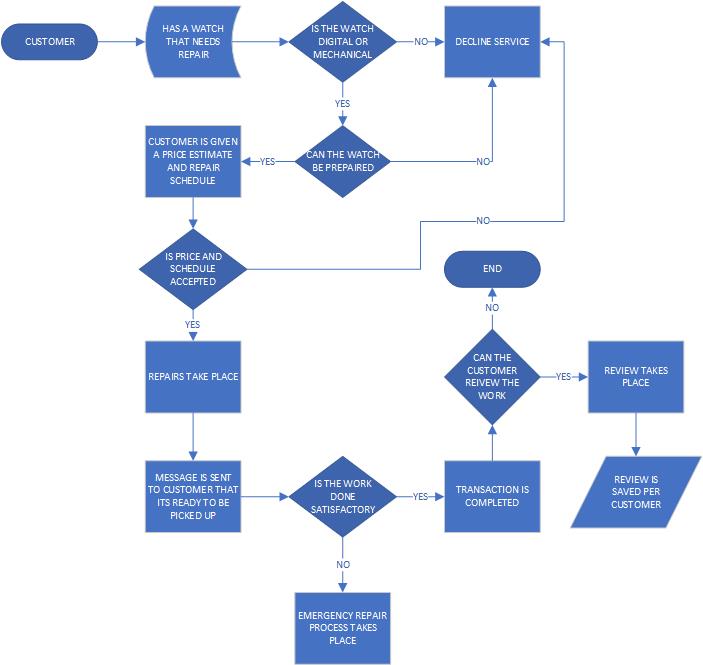 CUSTOMER
HAS A WATCH
THAT NEEDS
REPAIR
IS THE WATCH
DIGITAL OR
MECHANICAL
NO
DECLINE SERVICE
YES
CUSTOMER IS GIVEN
A PRICE ESTIMATE
AND REPAIR
SCHEDULE
YES
CAN THE WATCH
BE PREPAIRED
NO
NO
IS PRICE AND
SCHEDULE
ACCEPTED
END
YES
NO
REPAIRS TAKE PLACE
CAN THE
CUSTOMER
REIVEW THE
WORK
YES
REVIEW TAKES
PLACE
MESSAGE IS SENT
TO CUSTOMER THAT
ITS READY TO BE
PICKED UP
IS THE WORK
DONE
SATISFACTORY
YES
TRANSACTION IS
COMPLETED
REVIEW IS
SAVED PER
CUSTOMER
NO
EMERGENCY REPAIR
PROCESS TAKES
PLACE